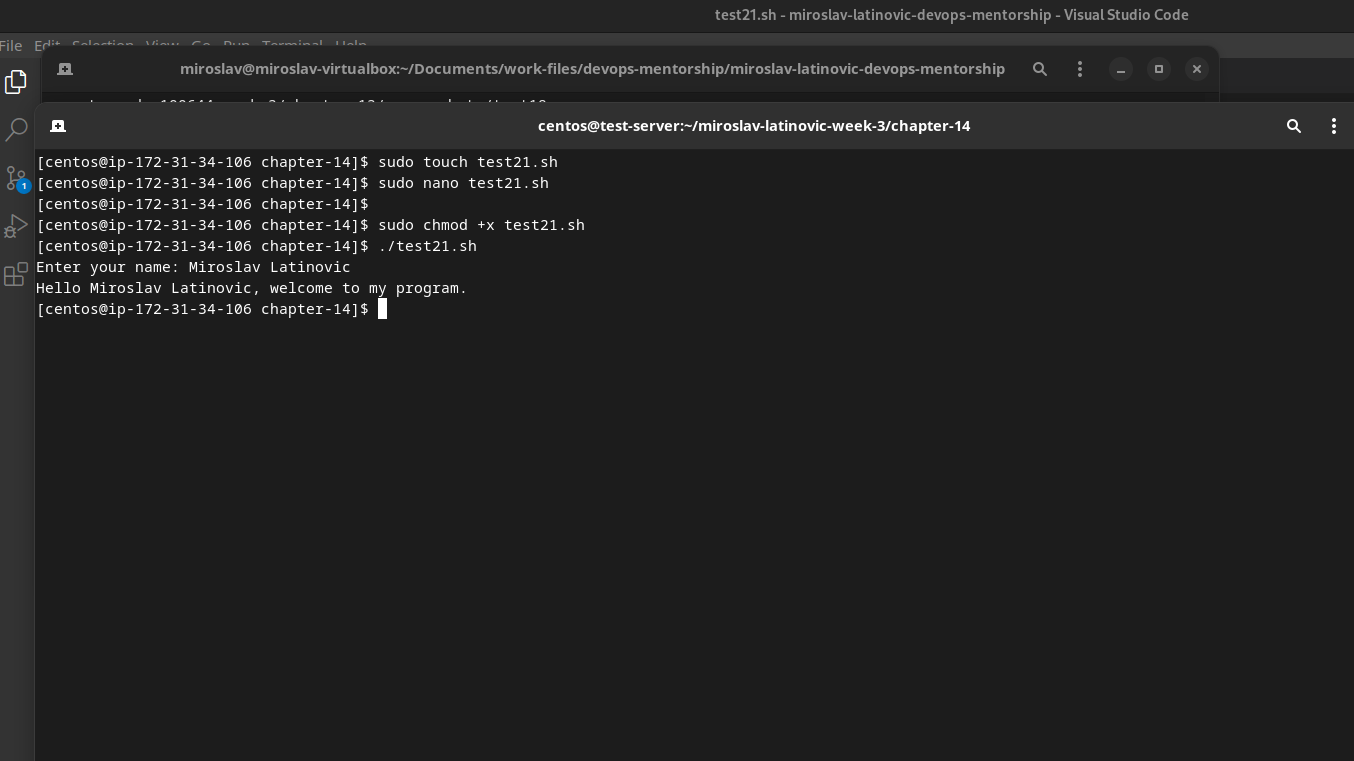 test21.sh - miroslav-latinovic-devops-mentorship - Visual Studio Code
File Edit Selection View Go Run Terminal Help
miroslav@miroslav-virtualbox:~/Documents/work-files/devops-mentorship/miroslav-latinovic-devops-mentorship
centos@test-server:~/miroslav-latinovic-week-3/chapter-14
[centos@ip-172-31-34-106 chapter-14]$ sudo touch test21.sh
[centos@ip-172-31-34-106 chapter-14]$ sudo nano test21.sh
[centos@ip-172-31-34-106 chapter-14]$
[centos@ip-172-31-34-106 chapter-14]$ sudo chmod +x test21.sh
[centos@ip-172-31-34-106 chapter-14]$ ./test21.sh
Enter your name: Miroslav Latinovic
Hello Miroslav Latinovic, welcome to my program.
[centos@ip-172-31-34-106 chapter-14]$
1